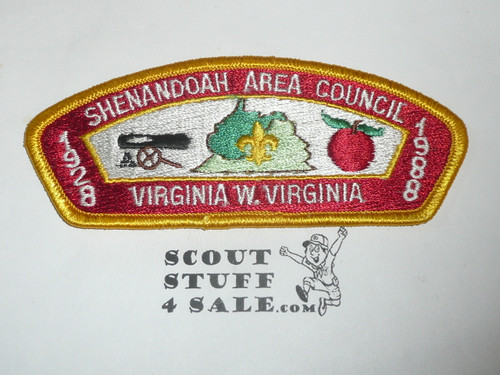 SHENANDOAH AREA COUNCIL
1928
1988
VIRGINIA W. VIRGINIA
SCOUT
STUFF
4 SALE.COM